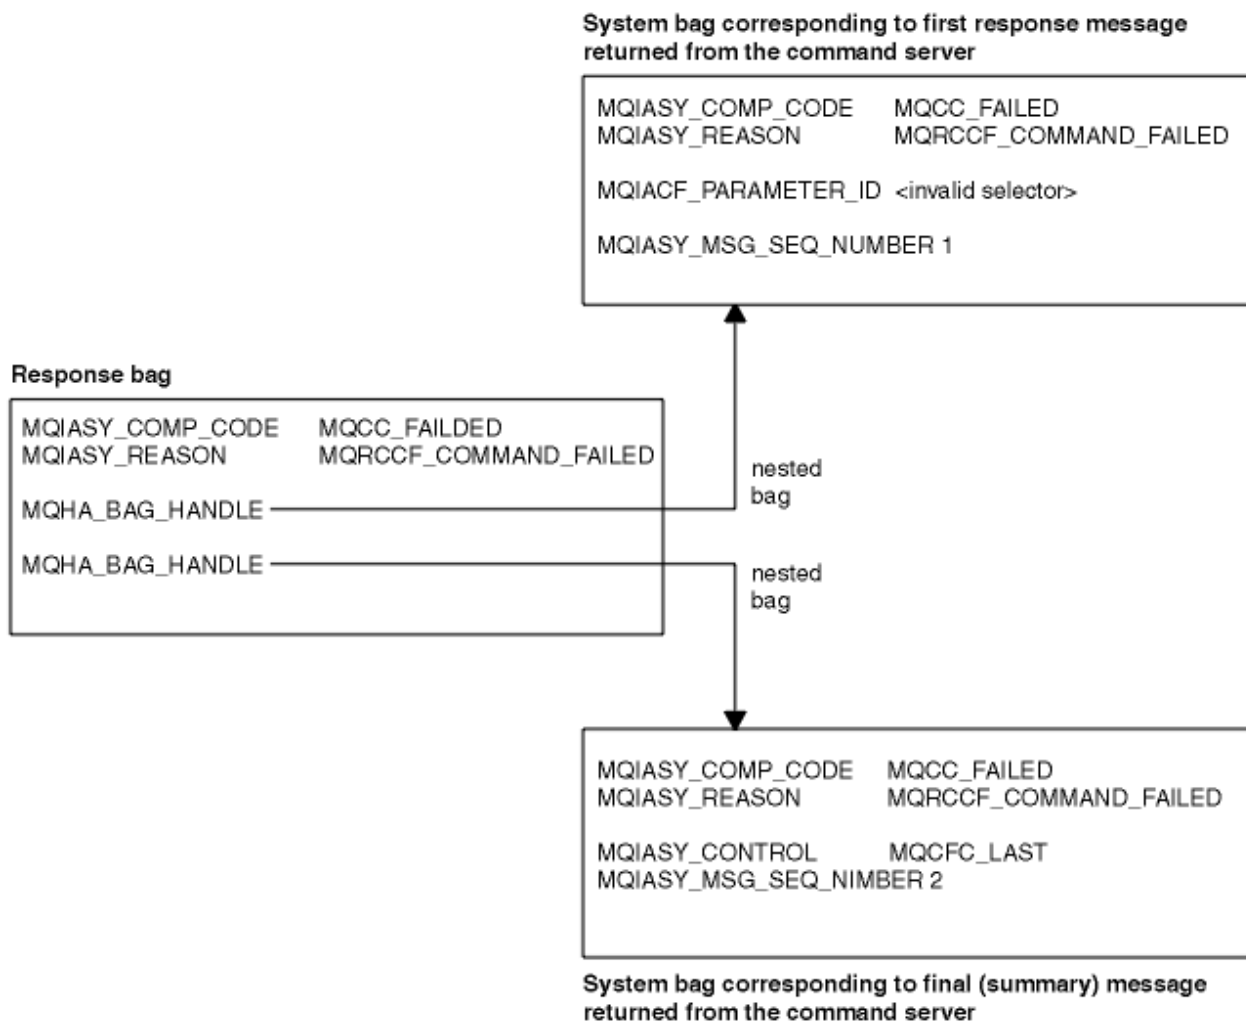 System bag corresponding to first response message
returned from the command server
MQIASY_COMP_CODE MQCC_FAILED
MQIASY_REASON MQRCCF_COMMAND_FAILED
MQIACF_PARAMETER_ID <invalid selector>
MQIASY_MSG_SEQ_NUMBER 1
Response bag
MQIASY_COMP_CODE MQCC_FAILDED
MQIASY_REASON MQRCCF_COMMAND_FAILED
MQHA_BAG_HANDLE
nested
bag
MQHA_BAG_HANDLE
nested
bag
MQIASY_COMP_CODE MQCC_FAILED
MQIASY_REASON MQRCCF_COMMAND_FAILED
MQIASY_CONTROL MQCFC_LAST
MQIASY_MSG_SEQ_NIMBER 2
System bag corresponding to final (summary) message
returned from the command server